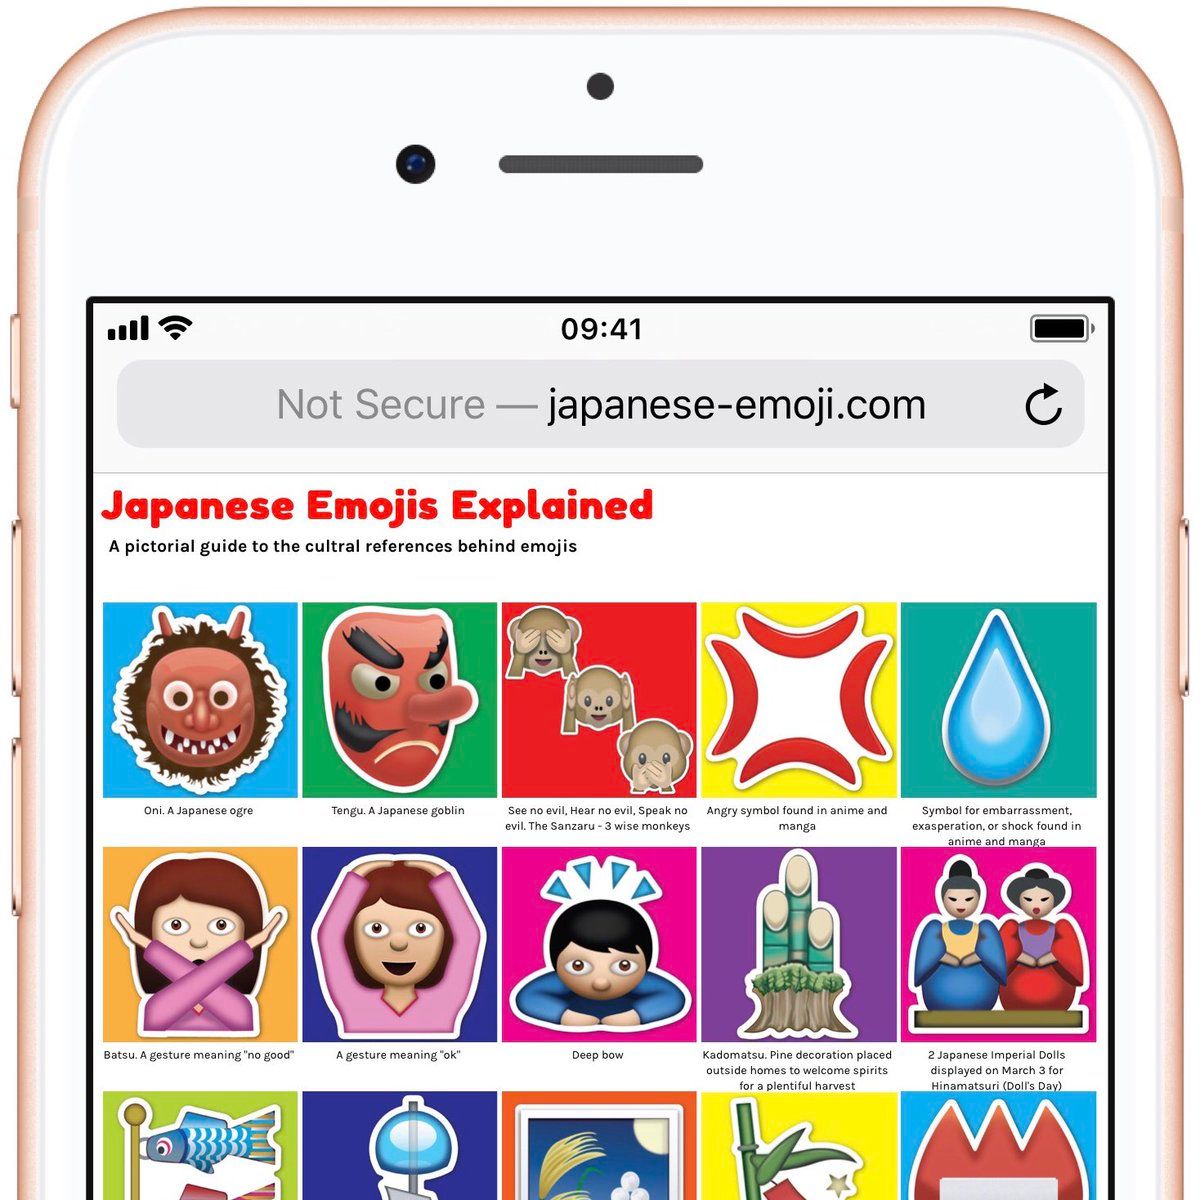 09:41
Not Secure — japanese-emoji.com
Japanese Emojis Explained
A pictorial guide to the cultral references behind emojis
Oni. A Japanese ogre
Tengu. A Japanese goblin
See no evil, Hear no evil, Speak no
evil. The Sanzaru - 3 wise monkeys
Angry symbol found in anime and
manga
Symbol for embarrassment,
exasperation, or shock found in
anime and manga
Batsu. A gesture meaning "no good"
A gesture meaning "ok"
Deep bow
Kadomatsu. Pine decoration placed
outside homes to welcome spirits
for a plentiful harvest
2 Japanese Imperial Dolls
displayed on March 3 for
Hinamatsuri (Doll's Day)